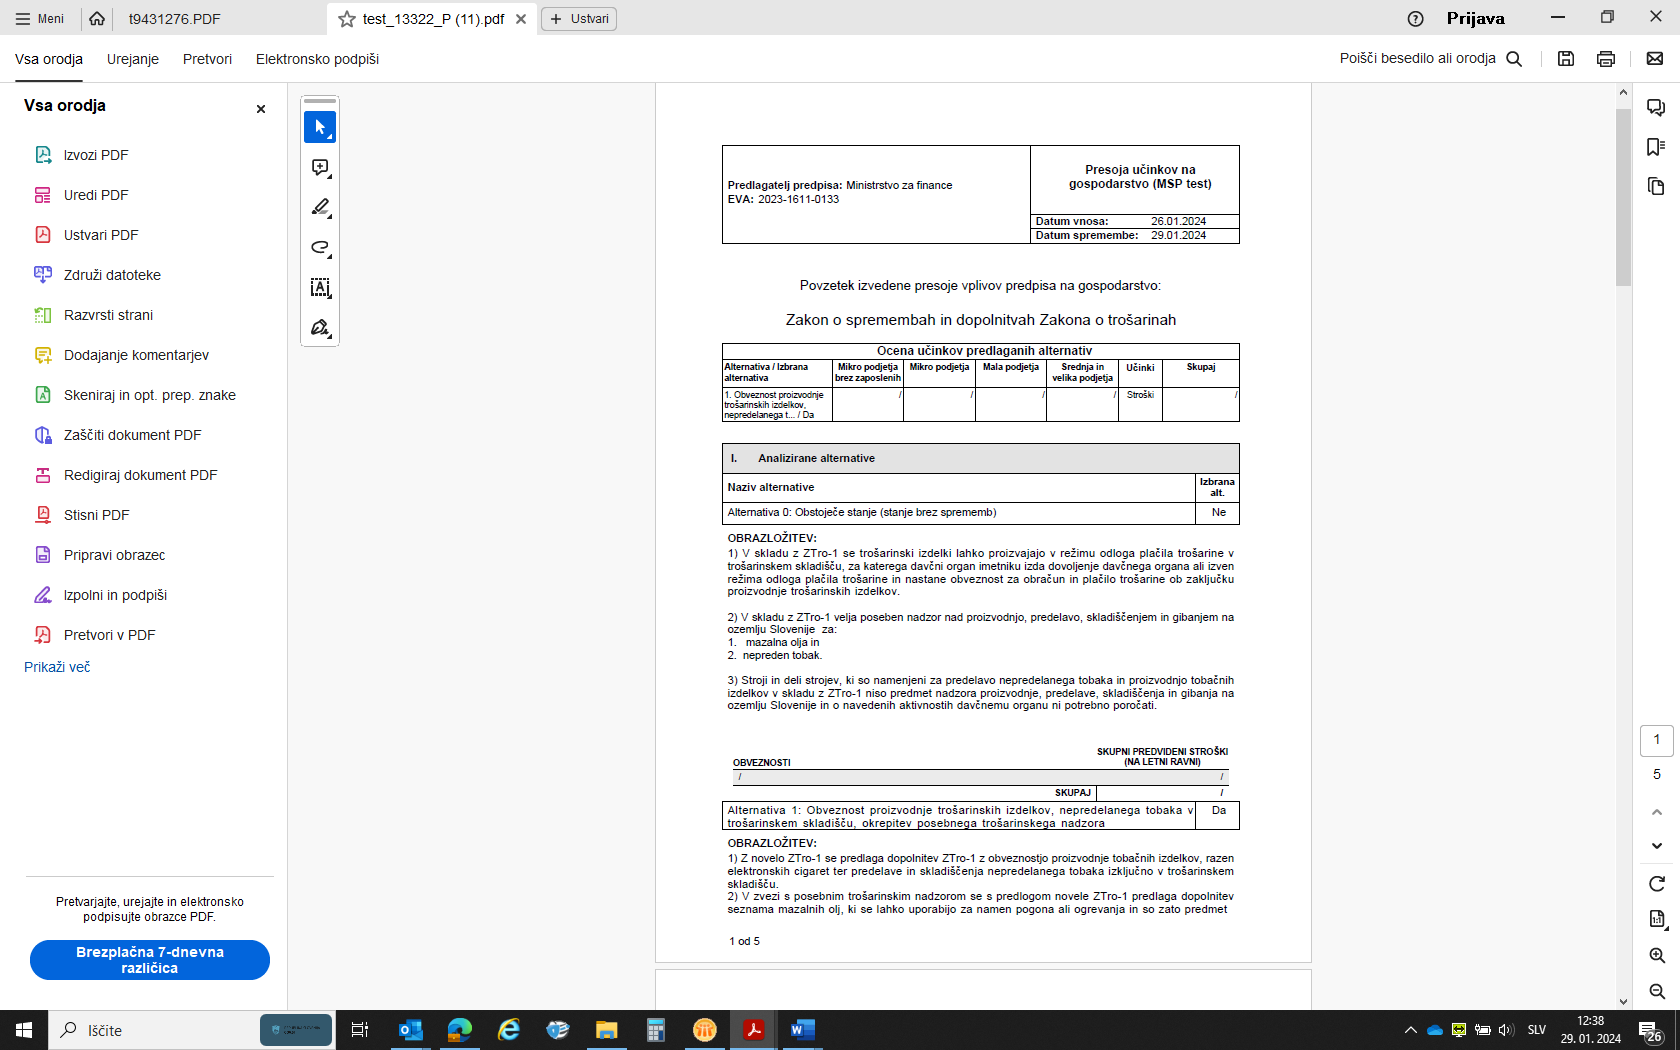 Meni
t9431276.PDF
test_13322_P (11).pdf
Ustvari
Prijava
Vsa orodja
Urejanje
Pretvori
Elektronsko podpiši
Poišči besedilo ali orodja
Vsa orodja
Izvozi PDF
Uredi PDF
Ustvari PDF
Združi datoteke
Razvrsti strani
Dodajanje komentarjev
Skeniraj in opt. prep. znake
Zaščiti dokument PDF
Redigiraj dokument PDF
Stisni PDF
Pripravi obrazec
Izpolni in podpiši
Pretvori v PDF
Prikaži več
Pretvarjajte, urejajte in elektronsko
podpisujte obrazce PDF.
Brezplačna 7-dnevna
različica
Predlagatelj predpisa: Ministrstvo za finance
EVA: 2023-1611-0133
Presoja učinkov na
gospodarstvo (MSP test)
Datum vnosa: 26.01.2024
Datum spremembe: 29.01.2024
Povzetek izvedene presoje vplivov predpisa na gospodarstvo:
Zakon o spremembah in dopolnitvah Zakona o trošarinah
Ocena učinkov predlaganih alternativ
Alternativa / Izbrana
alternativa
Mikro podjetja
brez zaposlenih
Mikro podjetja
Mala podjetja
Srednja in
velika podjetja
Učinki
Skupaj
1. Obveznost proizvodnje
trošarinskih izdelkov,
nepredelanega t... / Da
/ / / / Stroški /
I. Analizirane alternative
Naziv alternative
Izbrana
alt.
Alternativa 0: Obstoječe stanje (stanje brez sprememb) Ne
OBRAZLOŽITEV:
1) V skladu z ZTro-1 se trošarinski izdelki lahko proizvajajo v režimu odloga plačila trošarine v
trošarinskem skladišču, za katerega davčni organ imetniku izda dovoljenje davčnega organa ali izven
režima odloga plačila trošarine in nastane obveznost za obračun in plačilo trošarine ob zaključku
proizvodnje trošarinskih izdelkov.
2) V skladu z ZTro-1 velja poseben nadzor nad proizvodnjo, predelavo, skladiščenjem in gibanjem na
ozemlju Slovenije za:
1. mazalna olja in
2. nepreden tobak.
3) Stroji in deli strojev, ki so namenjeni za predelavo nepredelanega tobaka in proizvodnjo tobačnih
izdelkov v skladu z ZTro-1 niso predmet nadzora proizvodnje, predelave, skladiščenja in gibanja na
ozemlju Slovenije in o navedenih aktivnostih davčnemu organu ni potrebno poročati.
OBVEZNOSTI
SKUPNI PREDVIDENI STROŠKI
(NA LETNI RAVNI)
/ /
SKUPAJ /
Alternativa 1: Obveznost proizvodnje trošarinskih izdelkov, nepredelanega tobaka v
trošarinskem skladišču, okrepitev posebnega trošarinskega nadzora
Da
OBRAZLOŽITEV:
1) Z novelo ZTro-1 se predlaga dopolnitev ZTro-1 z obveznostjo proizvodnje tobačnih izdelkov, razen
elektronskih cigaret ter predelave in skladiščenja nepredelanega tobaka izključno v trošarinskem
skladišču.
2) V zvezi s posebnim trošarinskim nadzorom se s predlogom novele ZTro-1 predlaga dopolnitev
seznama mazalnih olj, ki se lahko uporabijo za namen pogona ali ogrevanja in so zato predmet
1 od 5
1
5
Iščite
SLV
12:38
29. 01. 2024
26